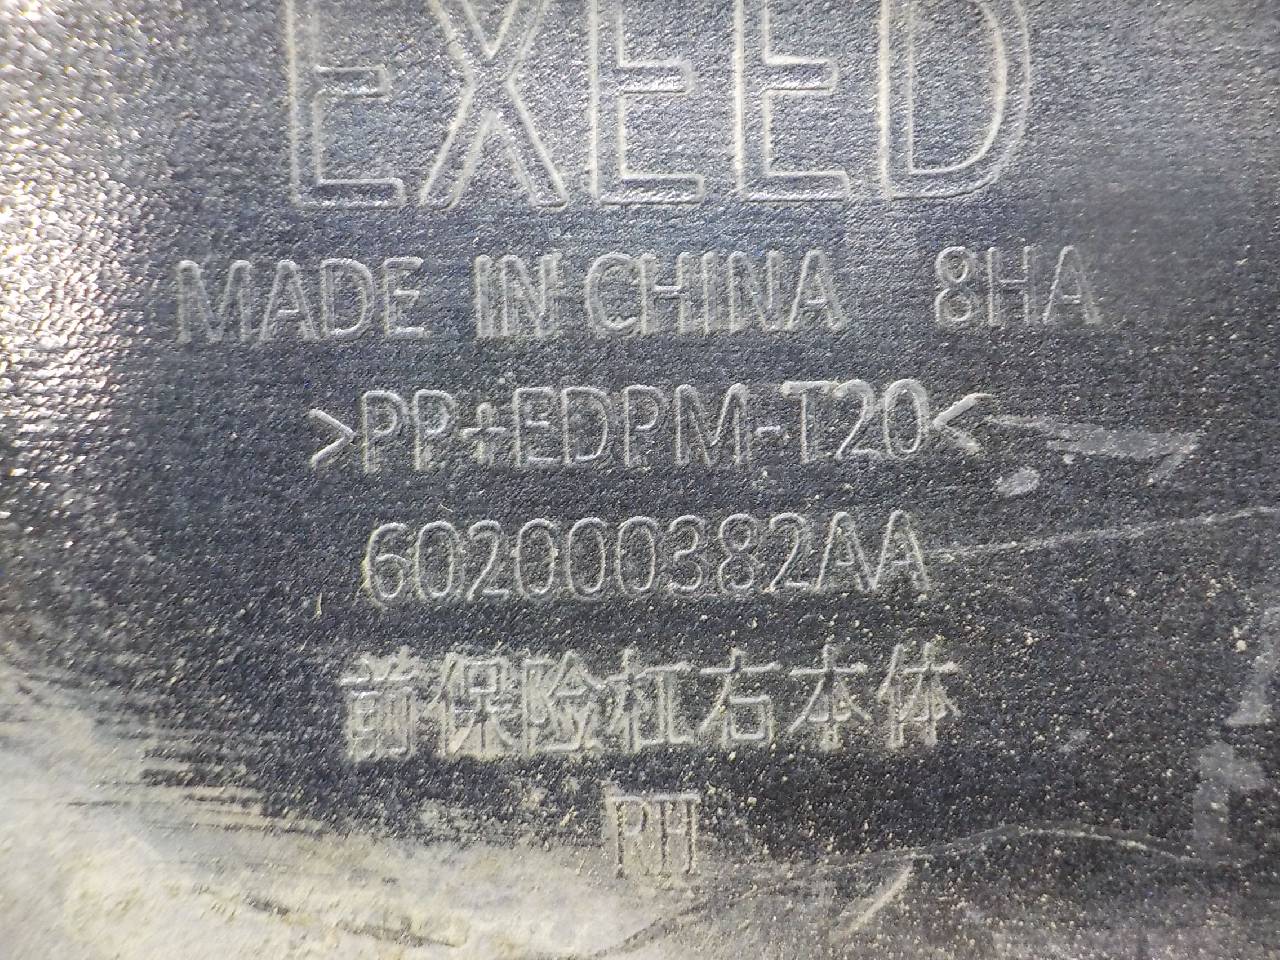 EXEED
MADE IN CHINA 8HA
>PP+EDPM-T20<
602000382AA
前保险杠右本体
RH